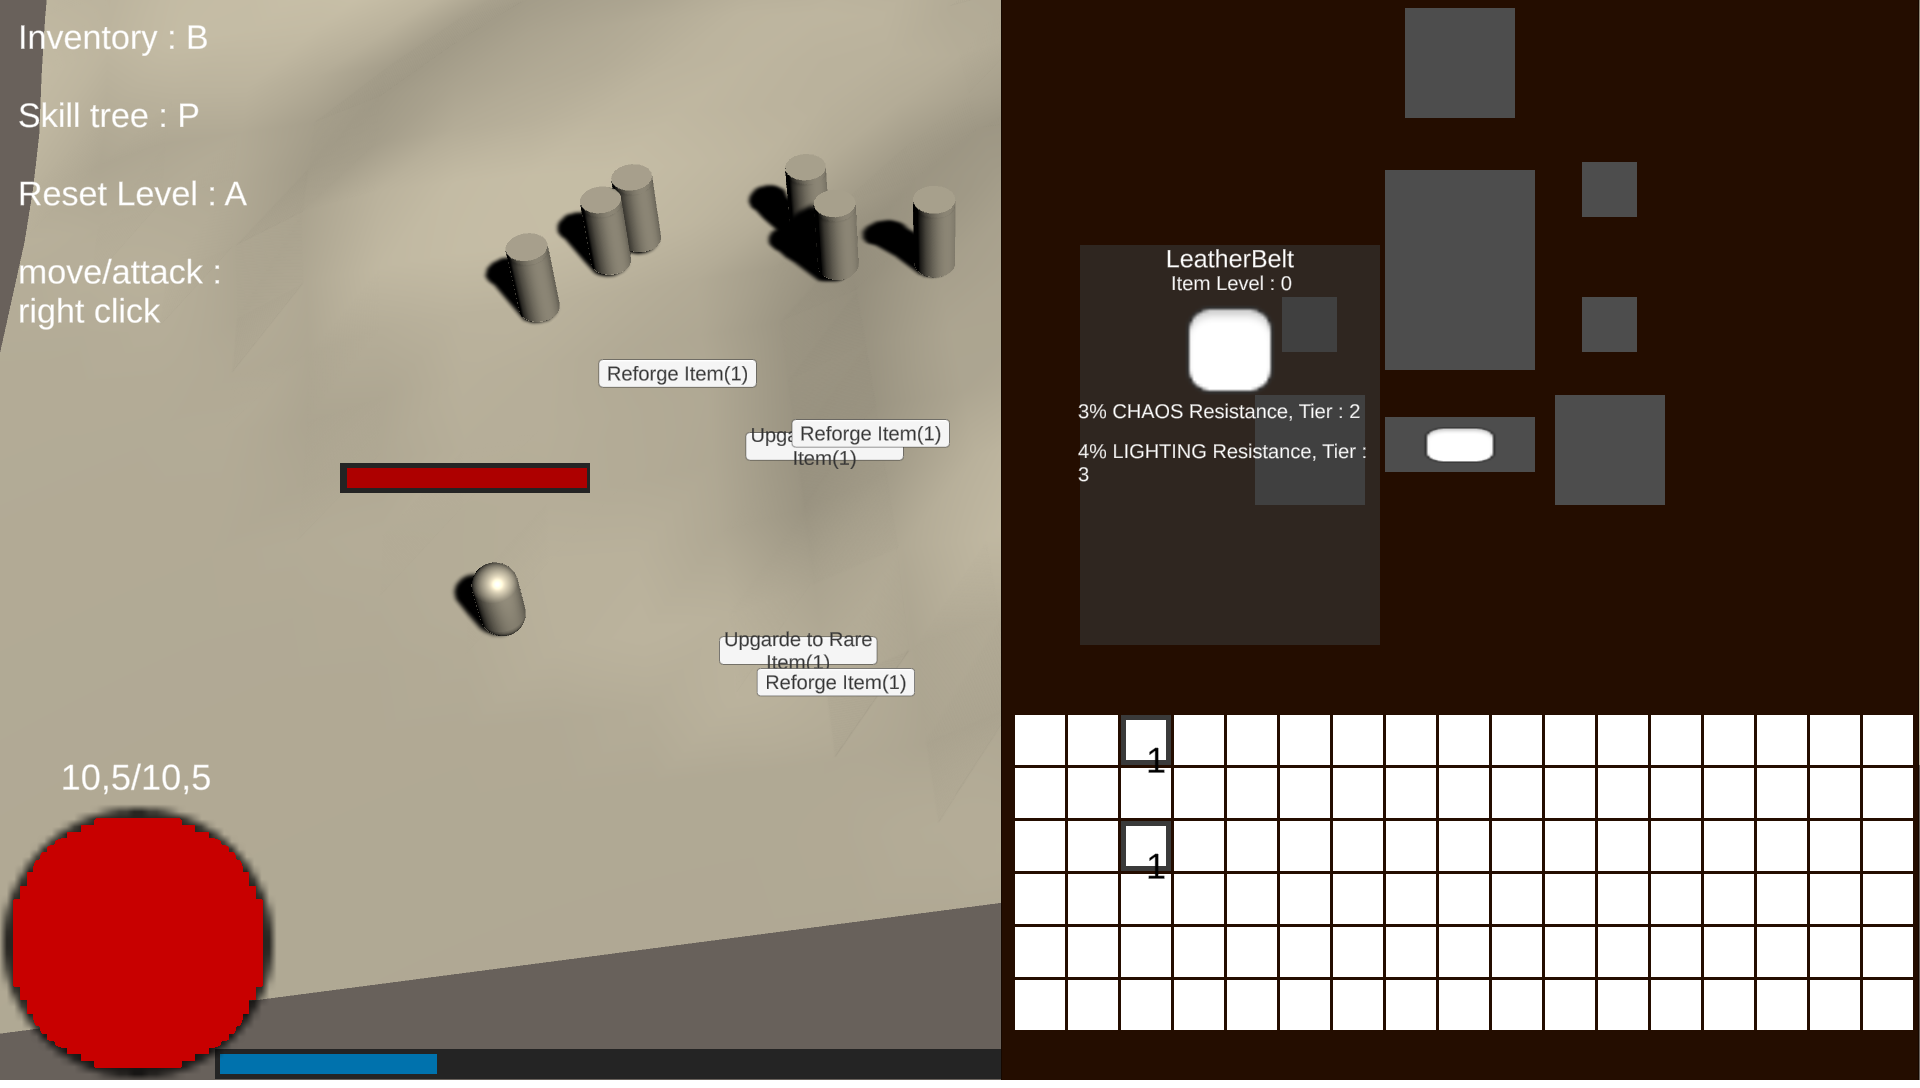 Inventory : B
Skill tree : P
Reset Level : A
move/attack :
right click
Reforge Item(1)
Reforge Item(1)
Item(1)
Upgarde to Rare
Item(1)
Reforge Item(1)
10,5/10,5
LeatherBelt
Item Level : 0
3% CHAOS Resistance, Tier : 2
4% LIGHTING Resistance, Tier :
3
1
1